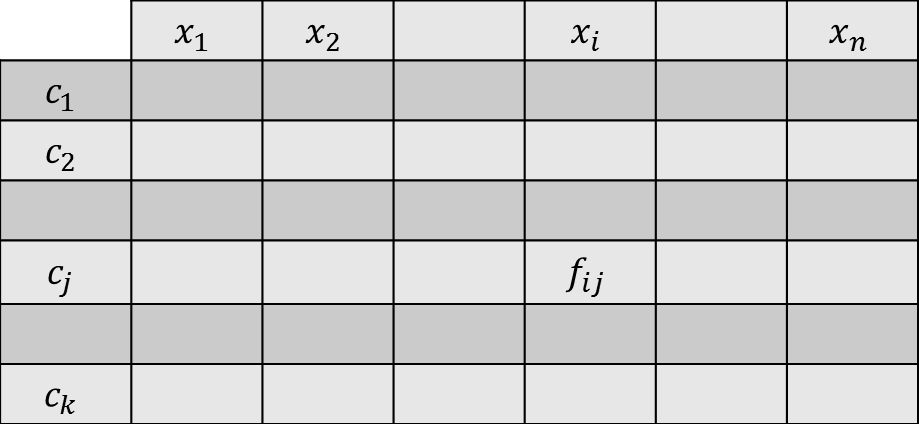 x₁ x₂ xᵢ xₙ
c₁
c₂
cⱼ fᵢⱼ
cₖ